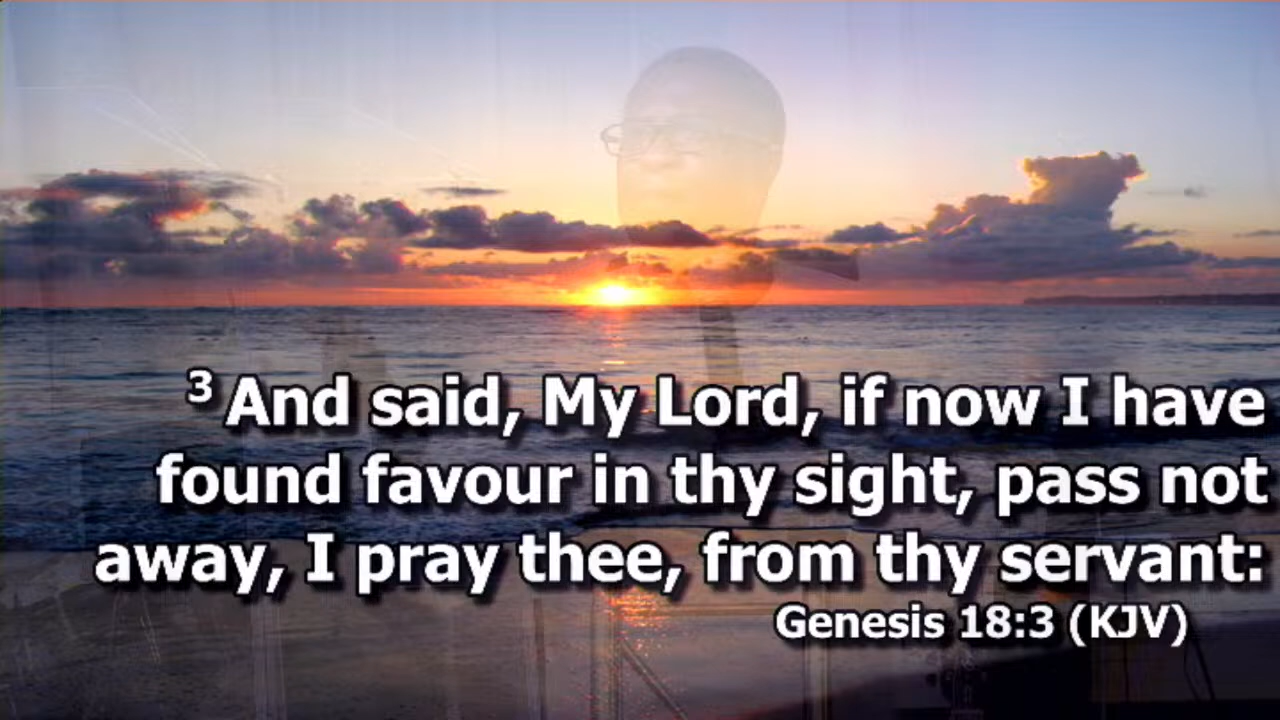 3 And said, My Lord, if now I have
found favour in thy sight, pass not
away, I pray thee, from thy servant:
Genesis 18:3 (KJV)